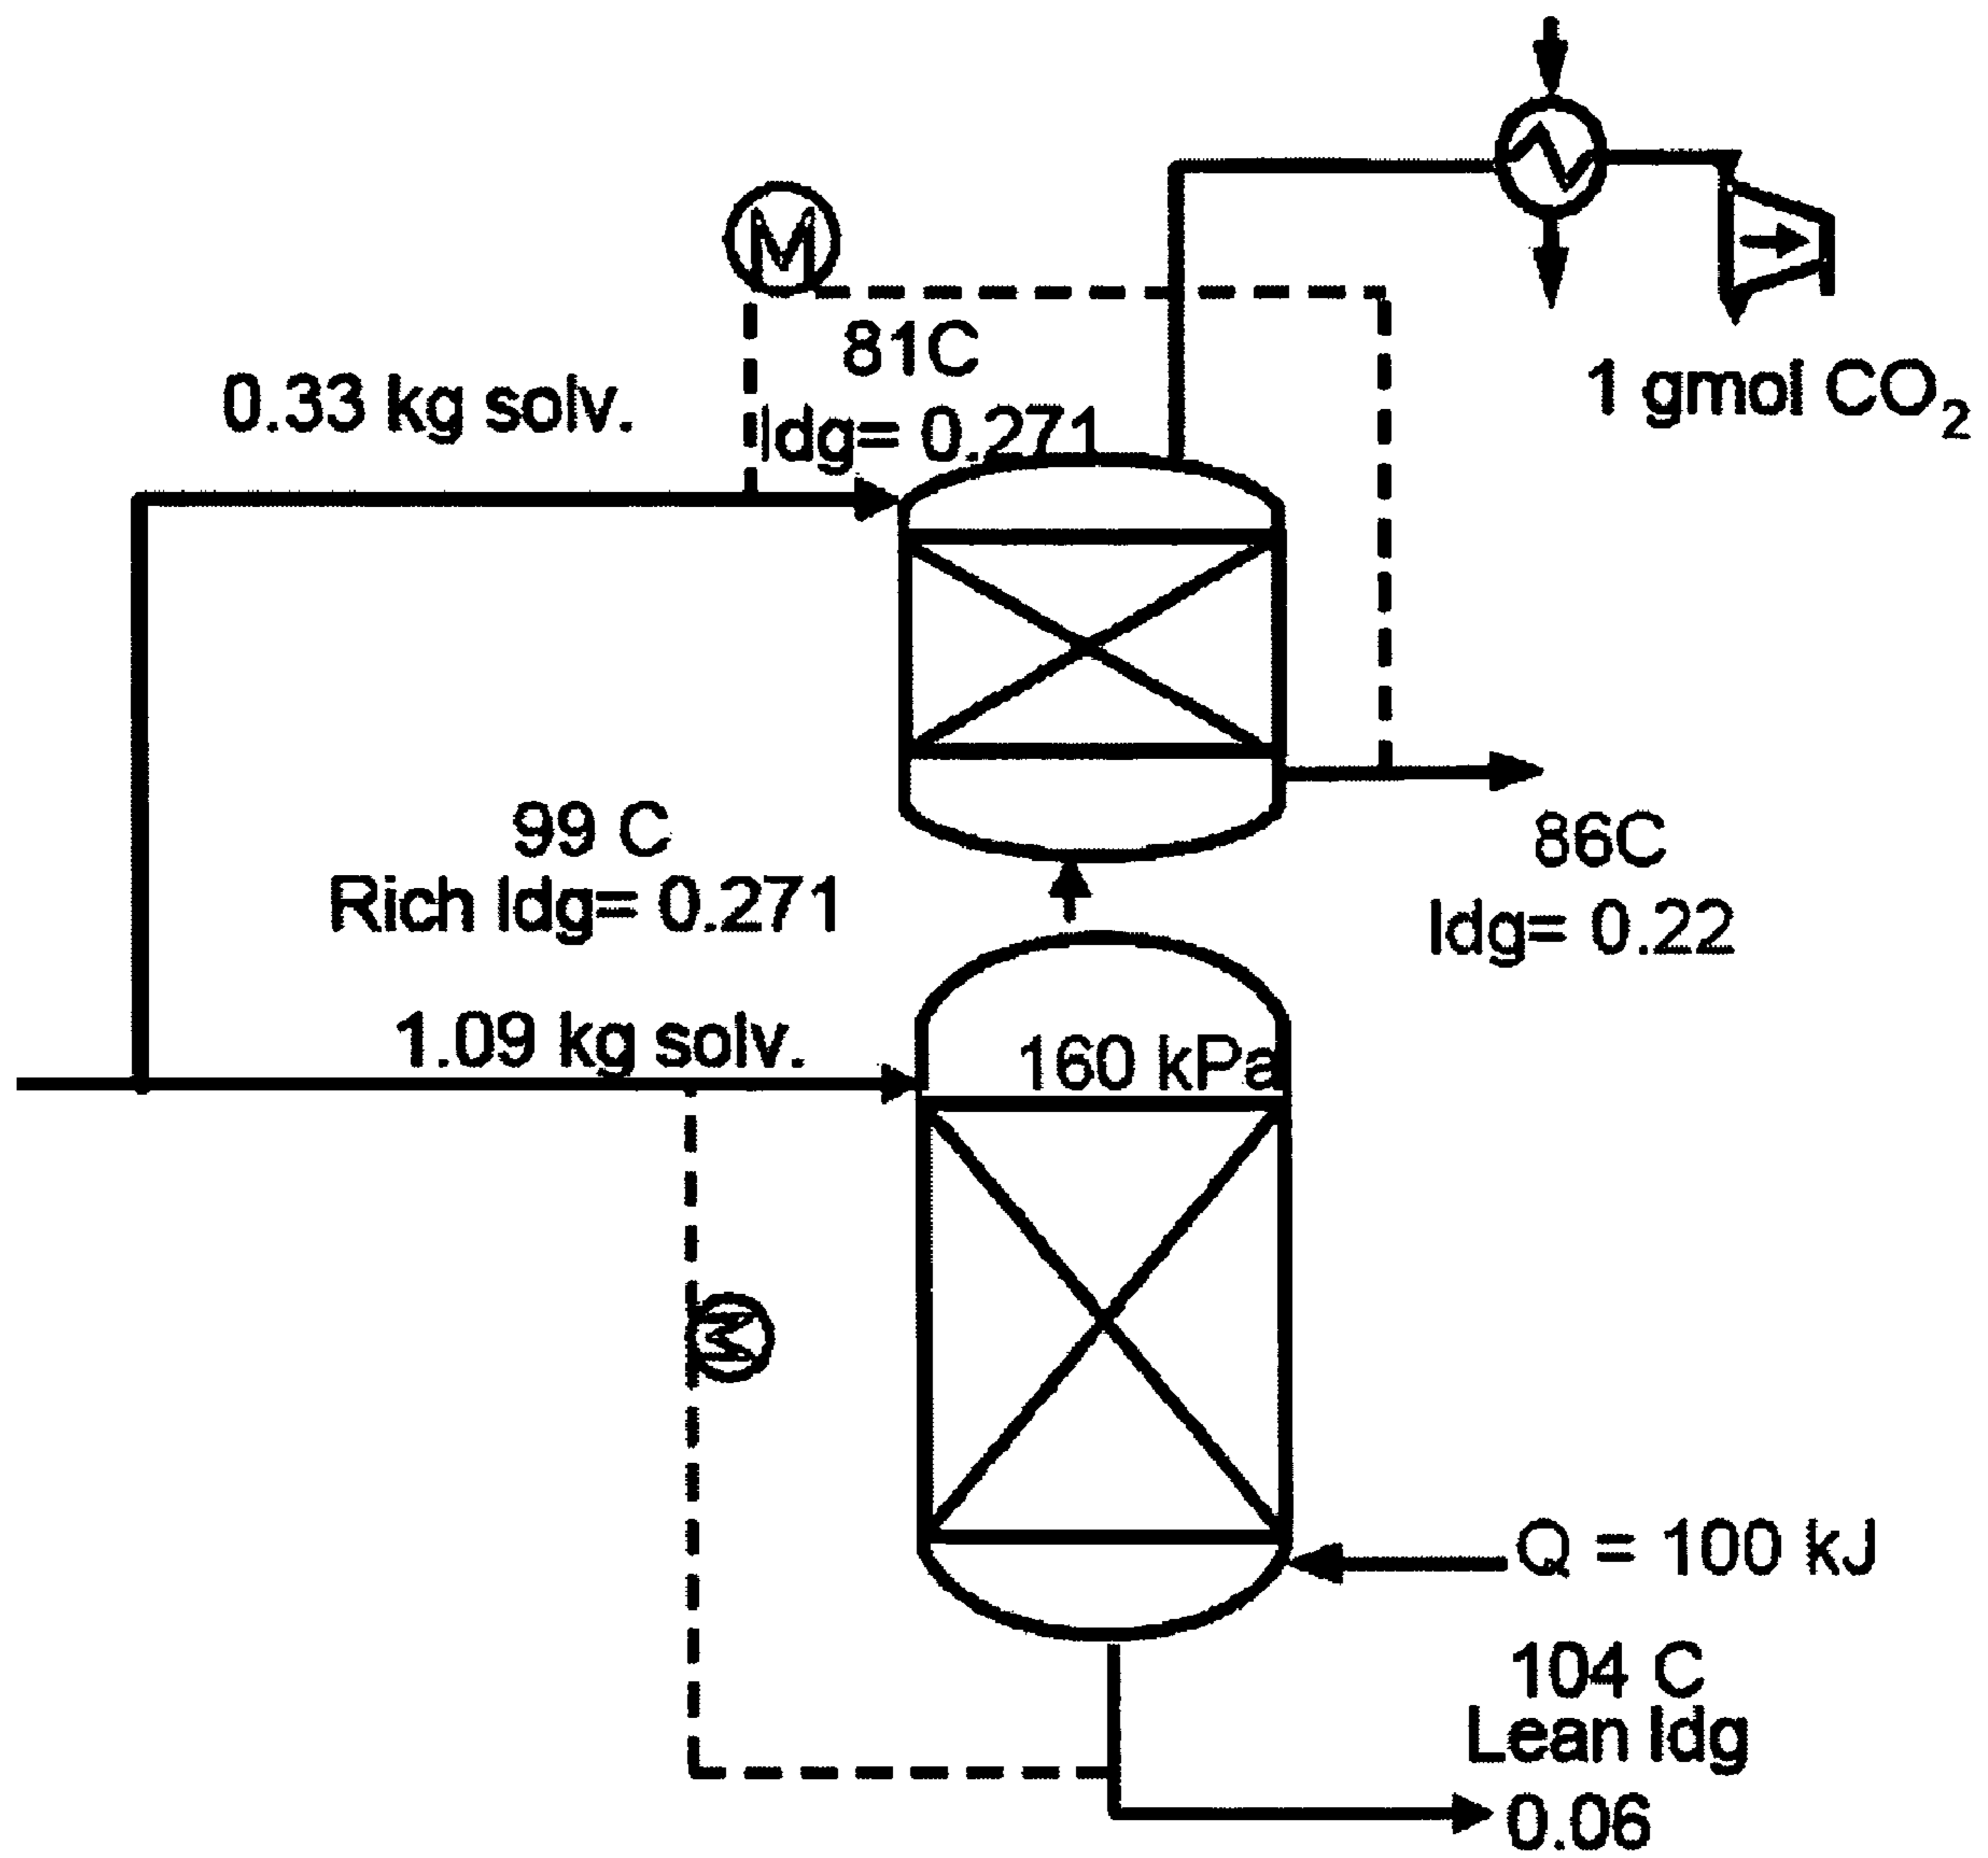 M
81C
0.33 kg solv.
ldg= 0.271
1 gmol CO2
99 C
Rich ldg= 0.271
86C
ldg= 0.22
1.09 kg solv.
160 kPa
M
Q = 100 kJ
104 C
Lean ldg
0.06